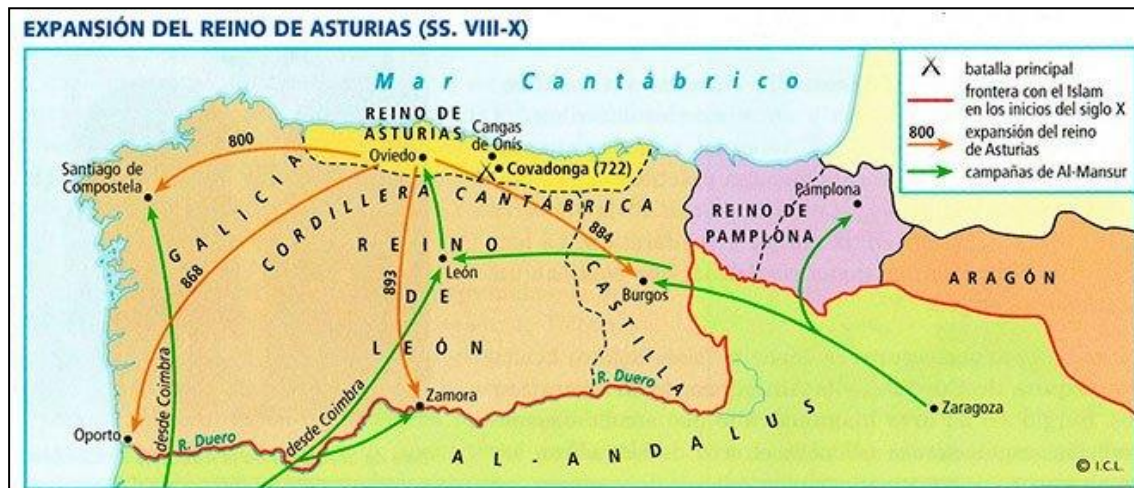 EXPANSIÓN DEL REINO DE ASTURIAS (SS. VIII-X)
Mar Cantábrico
batalla principal
frontera con el Islam
en los inicios del siglo X
800
expansión del reino
de Asturias
campañas de Al-Mansur
REINO DE
ASTURIAS
Cangas
de Onís
Oviedo
Covadonga (722)
800
Santiago de
Compostela
GALICIA
CORDILLERA CANTÁBRICA
868
893
884
REINO
DE
LEÓN
León
CASTILLA
Burgos
Pamplona
REINO DE
PAMPLONA
ARAGÓN
desde Coimbra
desde Coimbra
Zamora
R. Duero
R. Duero
Oporto
Zaragoza
AL-ANDALUS
© I.C.L.